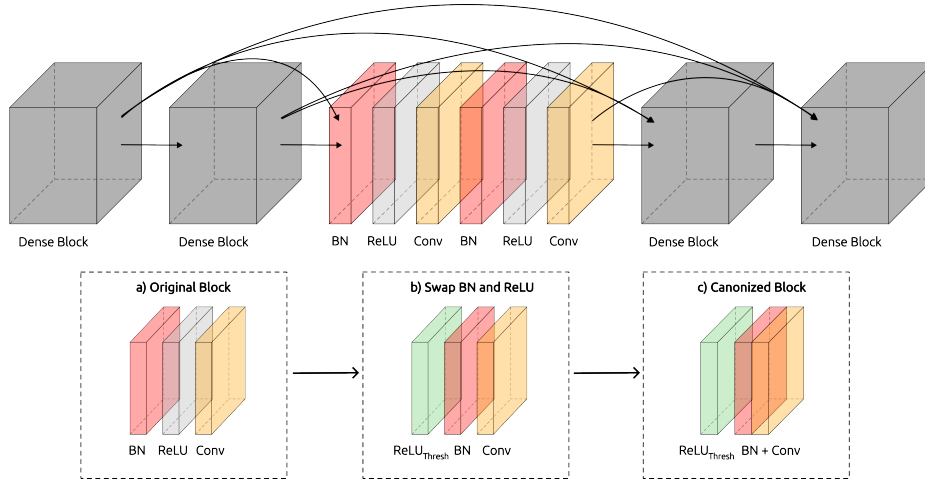 Dense Block
Dense Block
BN ReLU Conv BN ReLU Conv
Dense Block
Dense Block
a) Original Block
BN ReLU Conv
b) Swap BN and ReLU
ReLUThresh BN Conv
c) Canonized Block
ReLUThresh BN + Conv